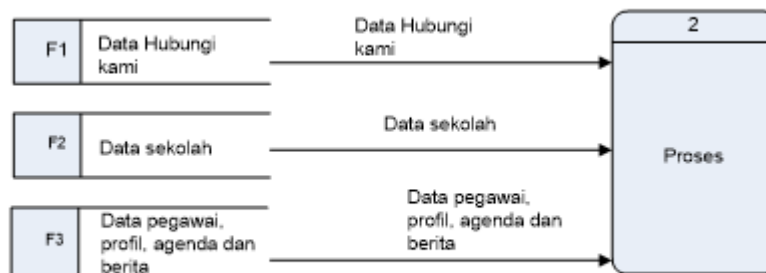 F1
Data Hubungi
kami
Data Hubungi
kami
2
F2
Data sekolah
Data sekolah
Proses
F3
Data pegawai,
profil, agenda dan
berita
Data pegawai,
profil, agenda dan
berita